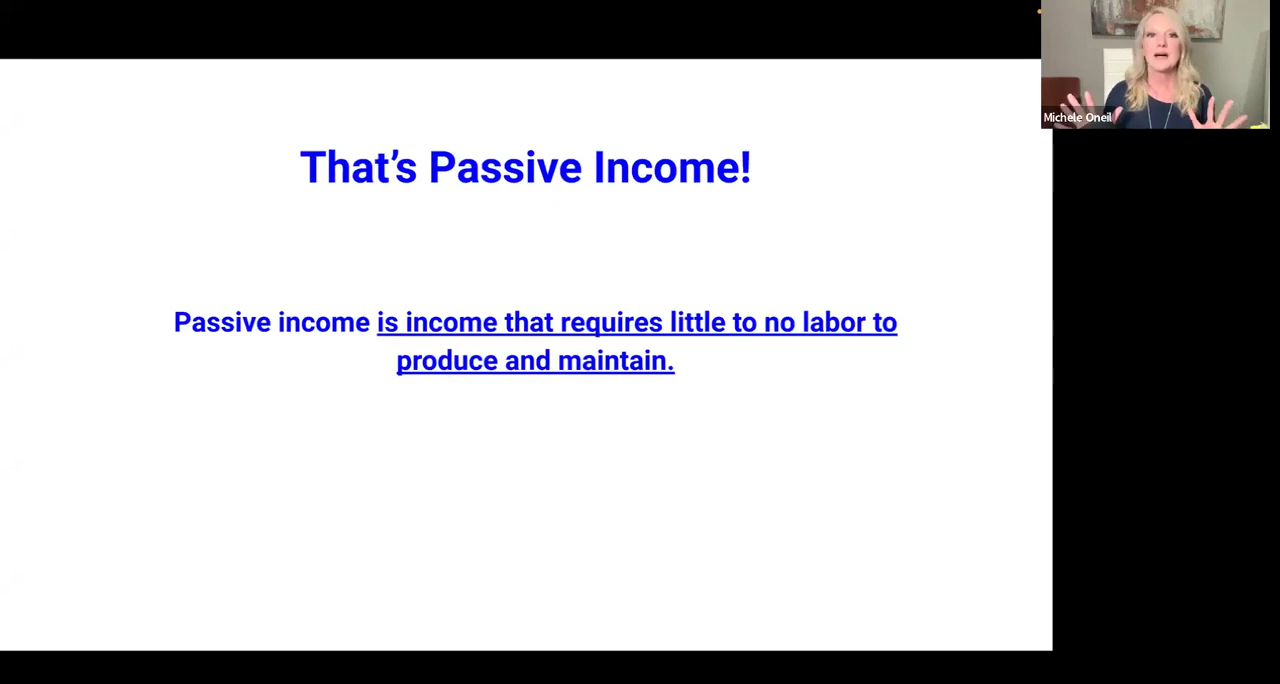 That’s Passive Income!
Passive income is income that requires little to no labor to
produce and maintain.
Michele Oneil